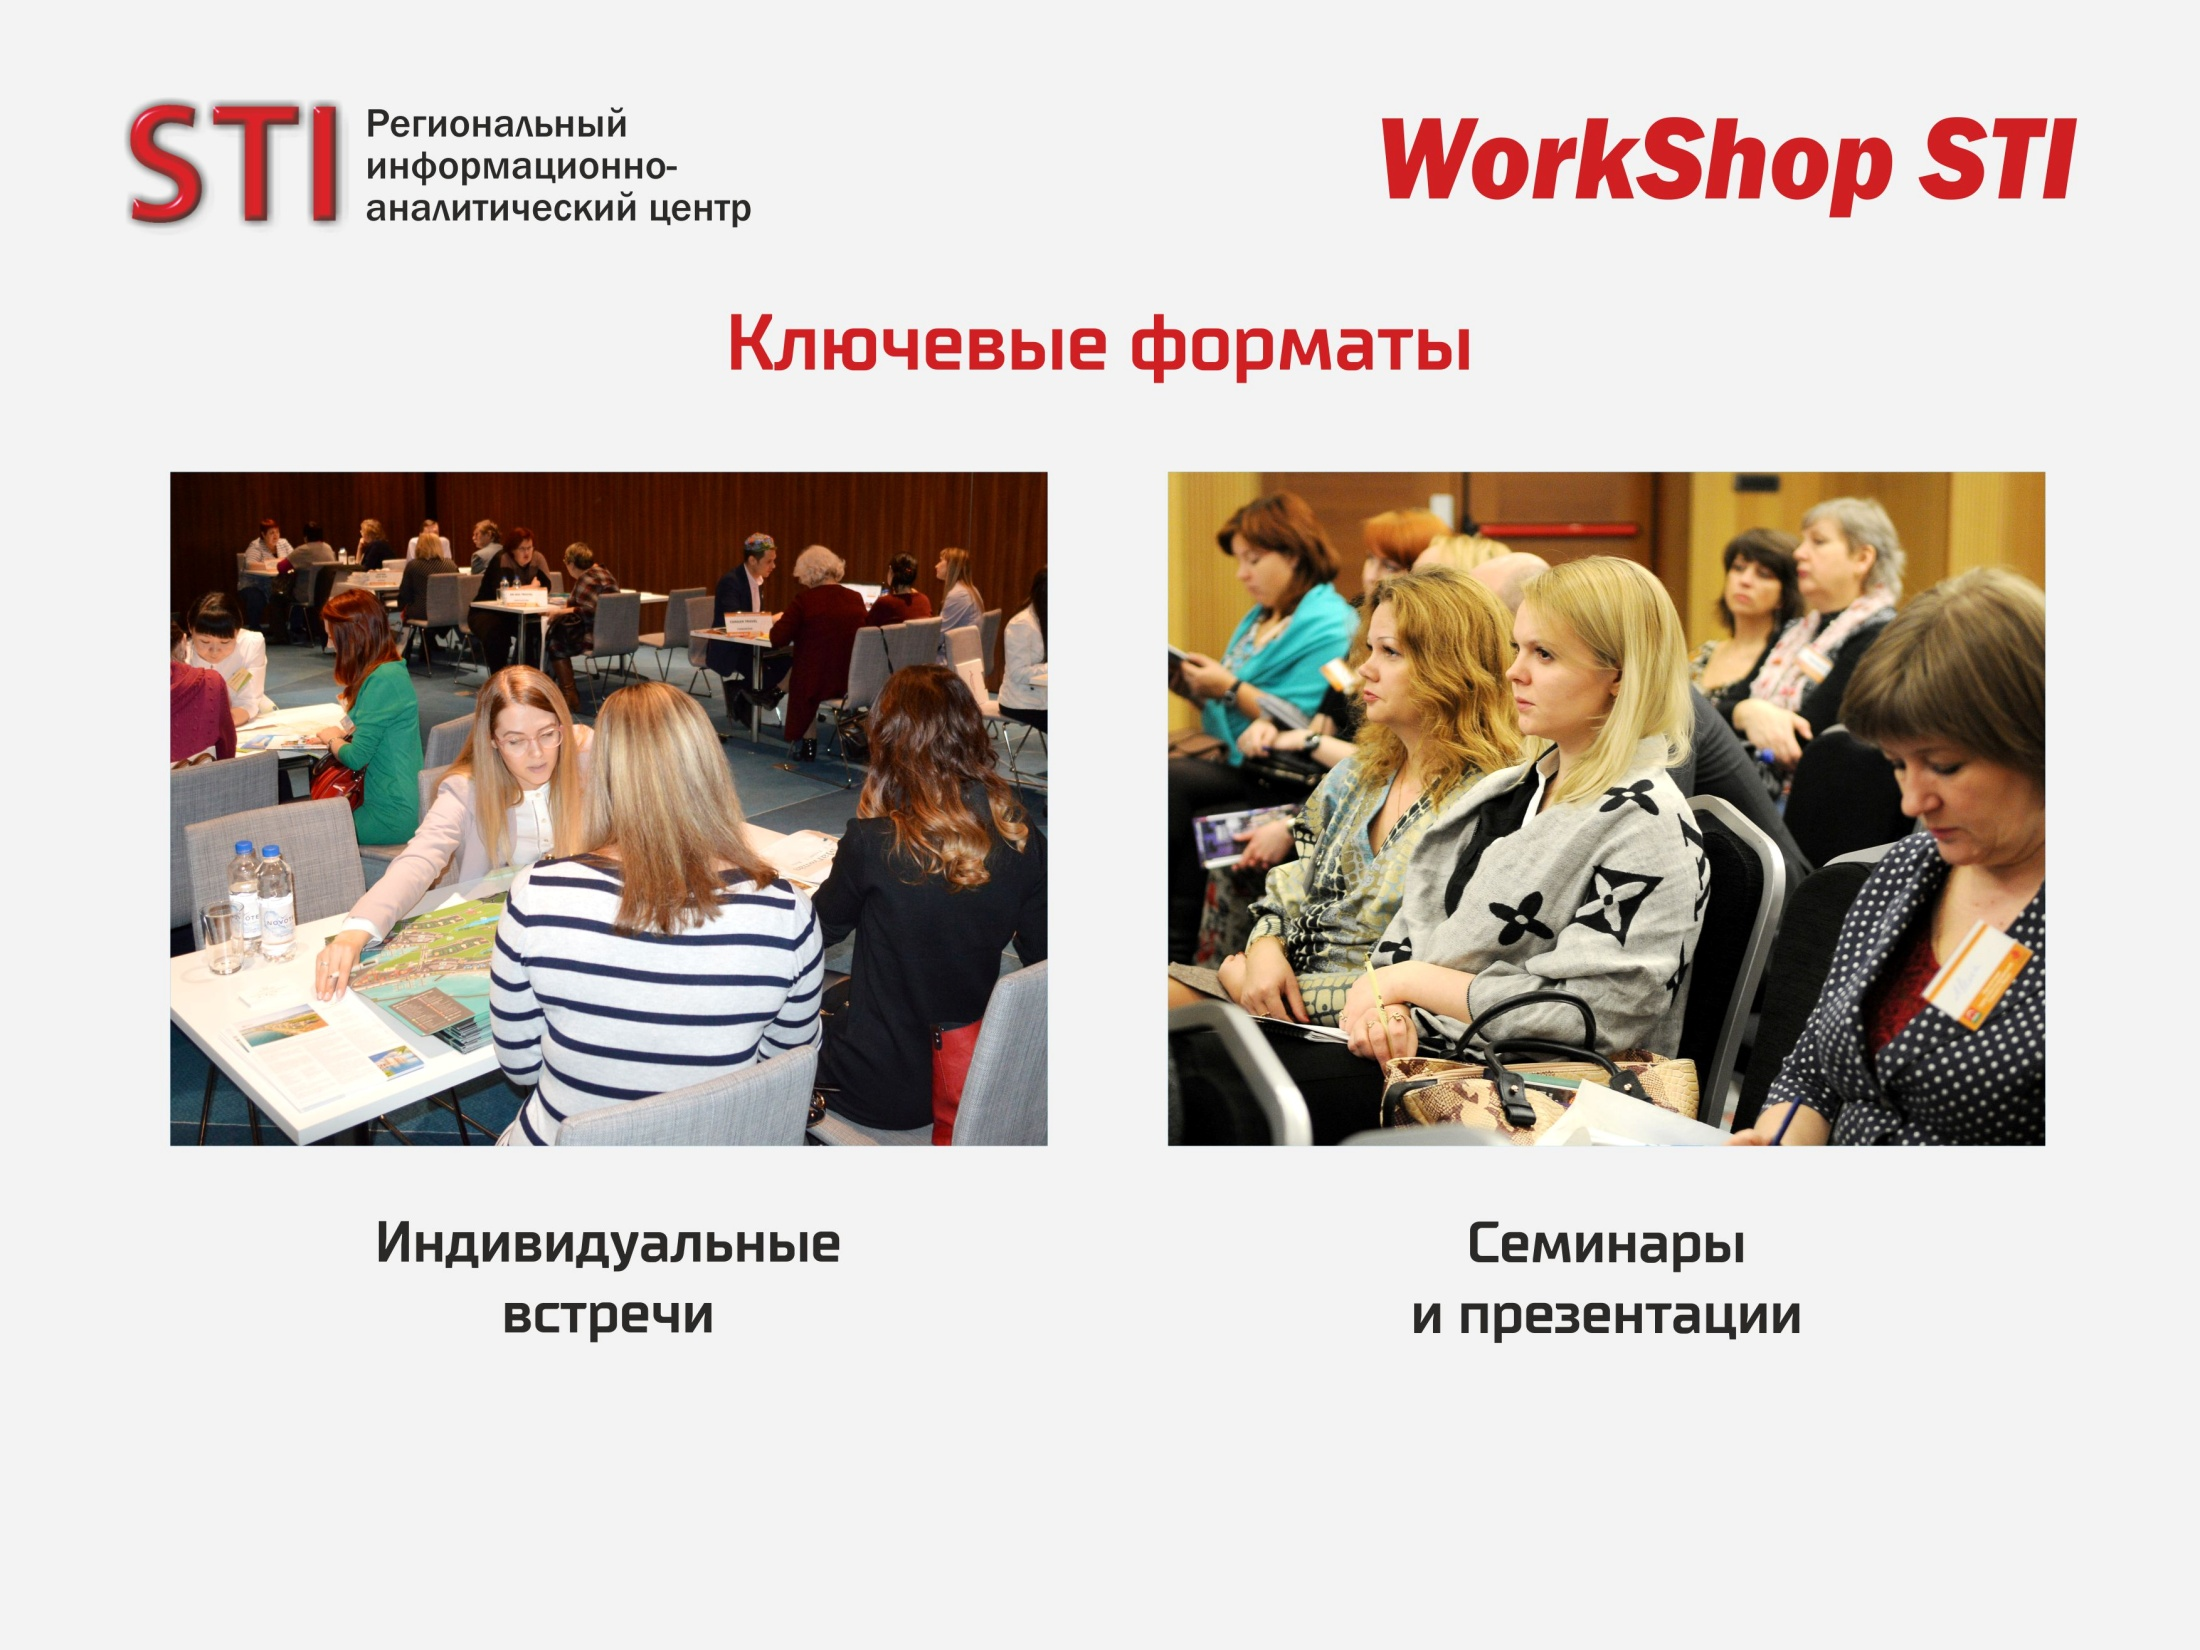 STI
Региональный
информационно-
аналитический центр
WorkShop STI
Ключевые форматы
Индивидуальные
встречи
Семинары
и презентации